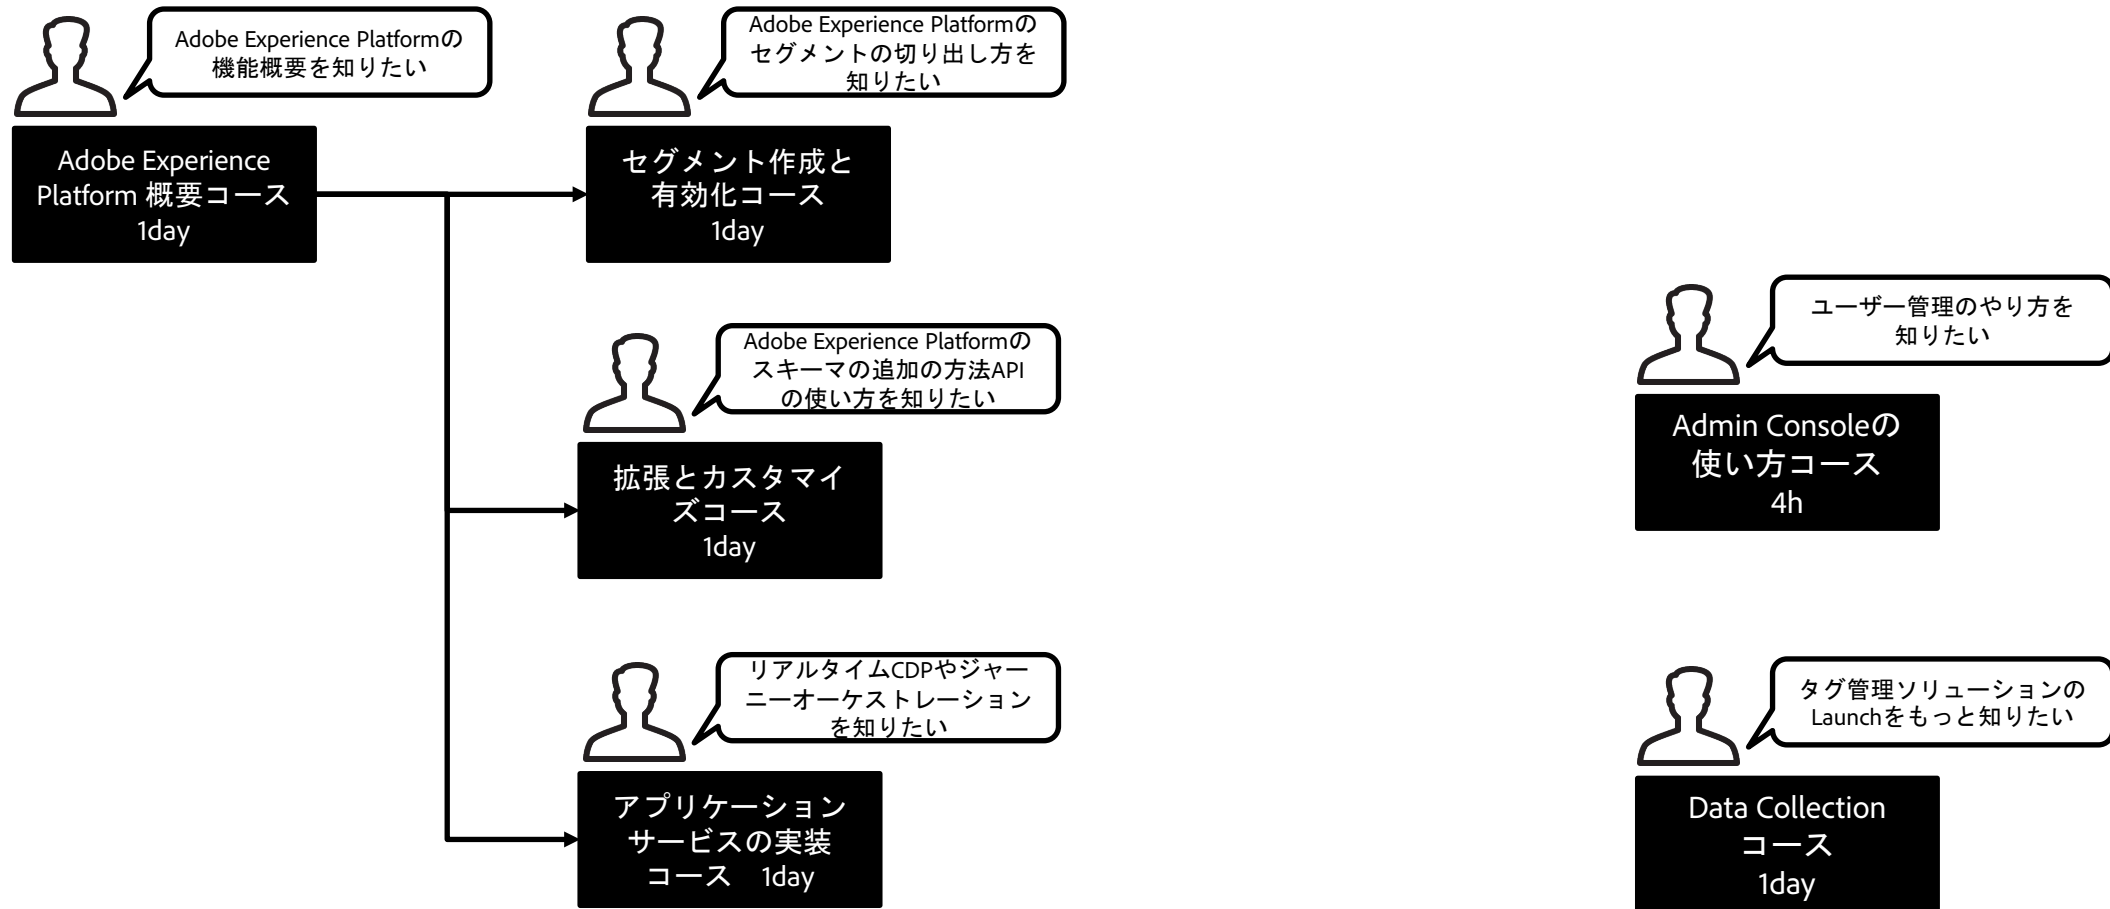 Adobe Experience Platformの
機能概要を知りたい
Adobe Experience
Platform 概要コース
1day
Adobe Experience Platformの
セグメントの切り出し方を
知りたい
セグメント作成と
有効化コース
1day
Adobe Experience Platformの
スキーマの追加の方法API
の使い方を知りたい
拡張とカスタマイ
ズコース
1day
リアルタイムCDPやジャー
ニーオーケストレーション
を知りたい
アプリケーション
サービスの実装
コース　1day
ユーザー管理のやり方を
知りたい
Admin Consoleの
使い方コース
4h
タグ管理ソリューションの
Launchをもっと知りたい
Data Collection
コース
1day